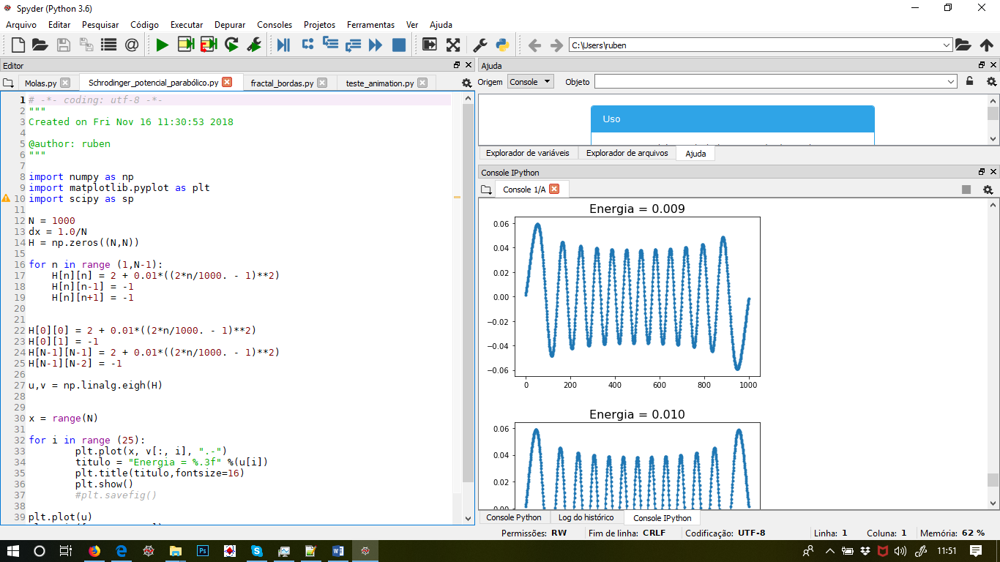 Spyder (Python 3.6)
Arquivo Editar Pesquisar Código Executar Depurar Consoles Projetos Ferramentas Ver Ajuda
C:\Users\ruben
Editor
Molas.py Schrodinger_potencial_parabólico.py fractal_bordas.py teste_animation.py
1 # -*- coding: utf-8 -*-
2 """
3 Created on Fri Nov 16 11:30:53 2018
4
5 @author: ruben
6 """
7
8 import numpy as np
9 import matplotlib.pyplot as plt
10 import scipy as sp
11
12 N = 1000
13 dx = 1.0/N
14 H = np.zeros((N,N))
15
16 for n in range (1,N-1):
17     H[n][n] = 2 + 0.01*((2*n/1000. - 1)**2)
18     H[n][n-1] = -1
19     H[n][n+1] = -1
20
21
22 H[0][0] = 2 + 0.01*((2*n/1000. - 1)**2)
23 H[0][1] = -1
24 H[N-1][N-1] = 2 + 0.01*((2*n/1000. - 1)**2)
25 H[N-1][N-2] = -1
26
27 u,v = np.linalg.eigh(H)
28
29
30 x = range(N)
31
32 for i in range (25):
33         plt.plot(x, v[:, i], ".-")
34         titulo = "Energia = %.3f" %(u[i])
35         plt.title(titulo,fontsize=16)
36         plt.show()
37         #plt.savefig()
38
39 plt.plot(u)
Ajuda
Origem Console Objeto
Uso
Explorador de variáveis Explorador de arquivos Ajuda
Console IPython
Console 1/A
Energia = 0.009
0.06
0.04
0.02
0.00
−0.02
−0.04
−0.06
0 200 400 600 800 1000
Energia = 0.010
0.06
0.04
0.02
0.00
Console Python Log do histórico Console IPython
Permissões: RW Fim de linha: CRLF Codificação: UTF-8 Linha: 1 Coluna: 1 Memória: 62 %
11:51